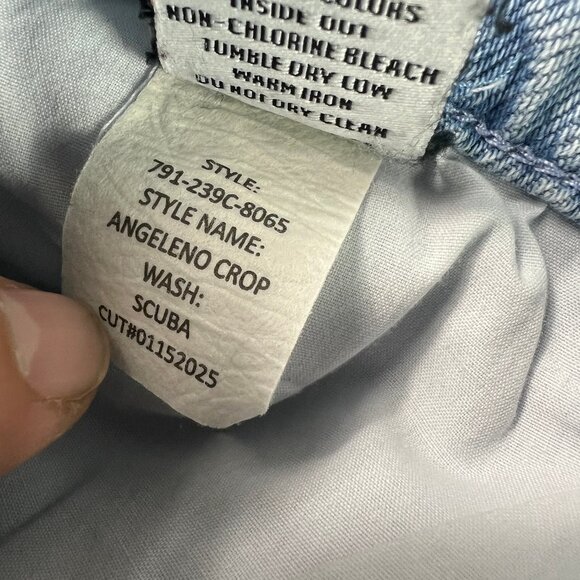 COLORS
INSIDE OUT
NON-CHLORINE BLEACH
TUMBLE DRY LOW
WARM IRON
DO NOT DRY CLEAN
STYLE:
791-239C-8065
STYLE NAME:
ANGELENO CROP
WASH:
SCUBA
CUT#01152025